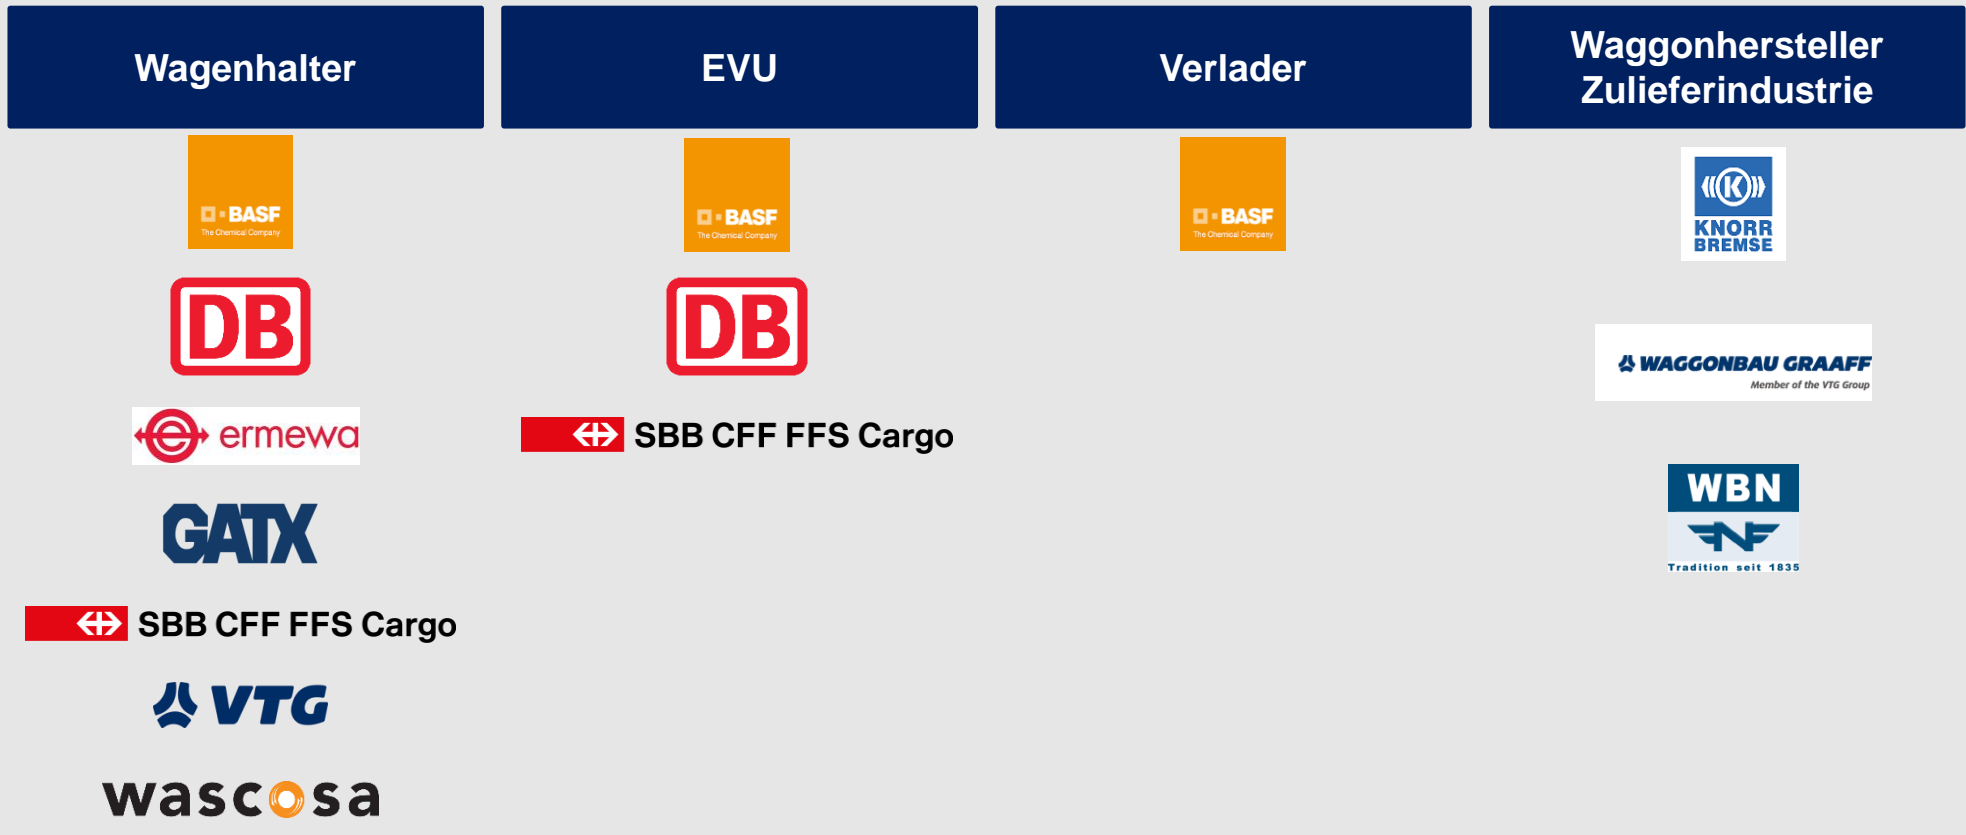 Wagenhalter
BASF
The Chemical Company
DB
ermewa
GATX
SBB CFF FFS Cargo
VTG
wascosa
EVU
BASF
The Chemical Company
DB
SBB CFF FFS Cargo
Verlader
BASF
The Chemical Company
Waggonhersteller
Zulieferindustrie
K
KNORR
BREMSE
WAGGONBAU GRAAFF
Member of the VTG Group
WBN
N
Tradition seit 1835